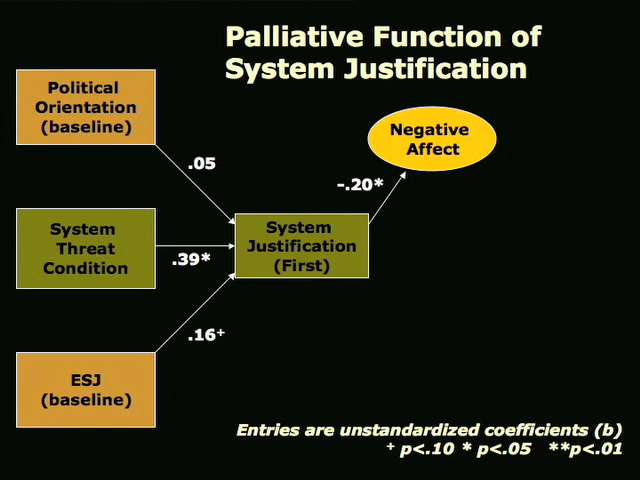 Palliative Function of
System Justification
Political
Orientation
(baseline)
Negative
Affect
.05
-.20*
System
Threat
Condition
System
Justification
(First)
.39*
.16+
ESJ
(baseline)
Entries are unstandardized coefficients (b)
+ p<.10 * p<.05 **p<.01